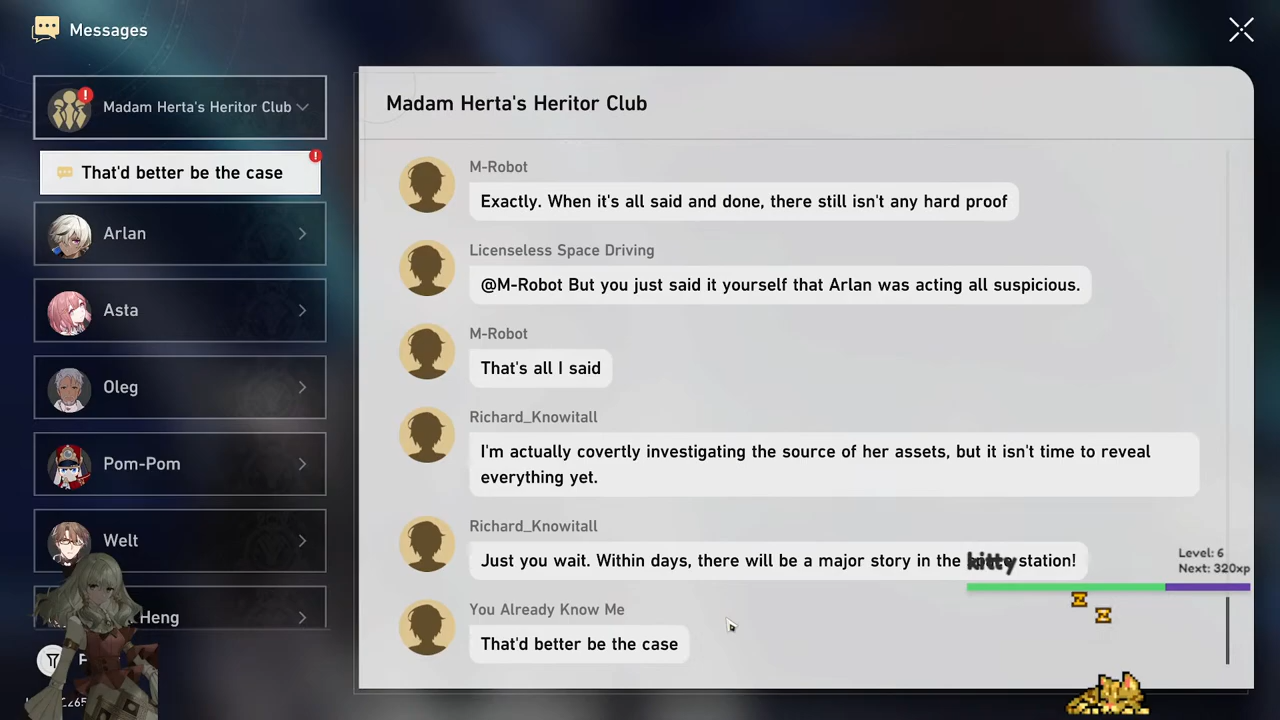 Messages
Madam Herta's Heritor Club
That'd better be the case
Arlan
Asta
Oleg
Pom-Pom
Welt
Heng
Madam Herta's Heritor Club
M-Robot
Exactly. When it's all said and done, there still isn't any hard proof
Licenseless Space Driving
@M-Robot But you just said it yourself that Arlan was acting all suspicious.
M-Robot
That's all I said
Richard_Knowitall
I'm actually covertly investigating the source of her assets, but it isn't time to reveal
everything yet.
Richard_Knowitall
Just you wait. Within days, there will be a major story in the station!
kitty
Level: 6
Next: 320xp
You Already Know Me
That'd better be the case